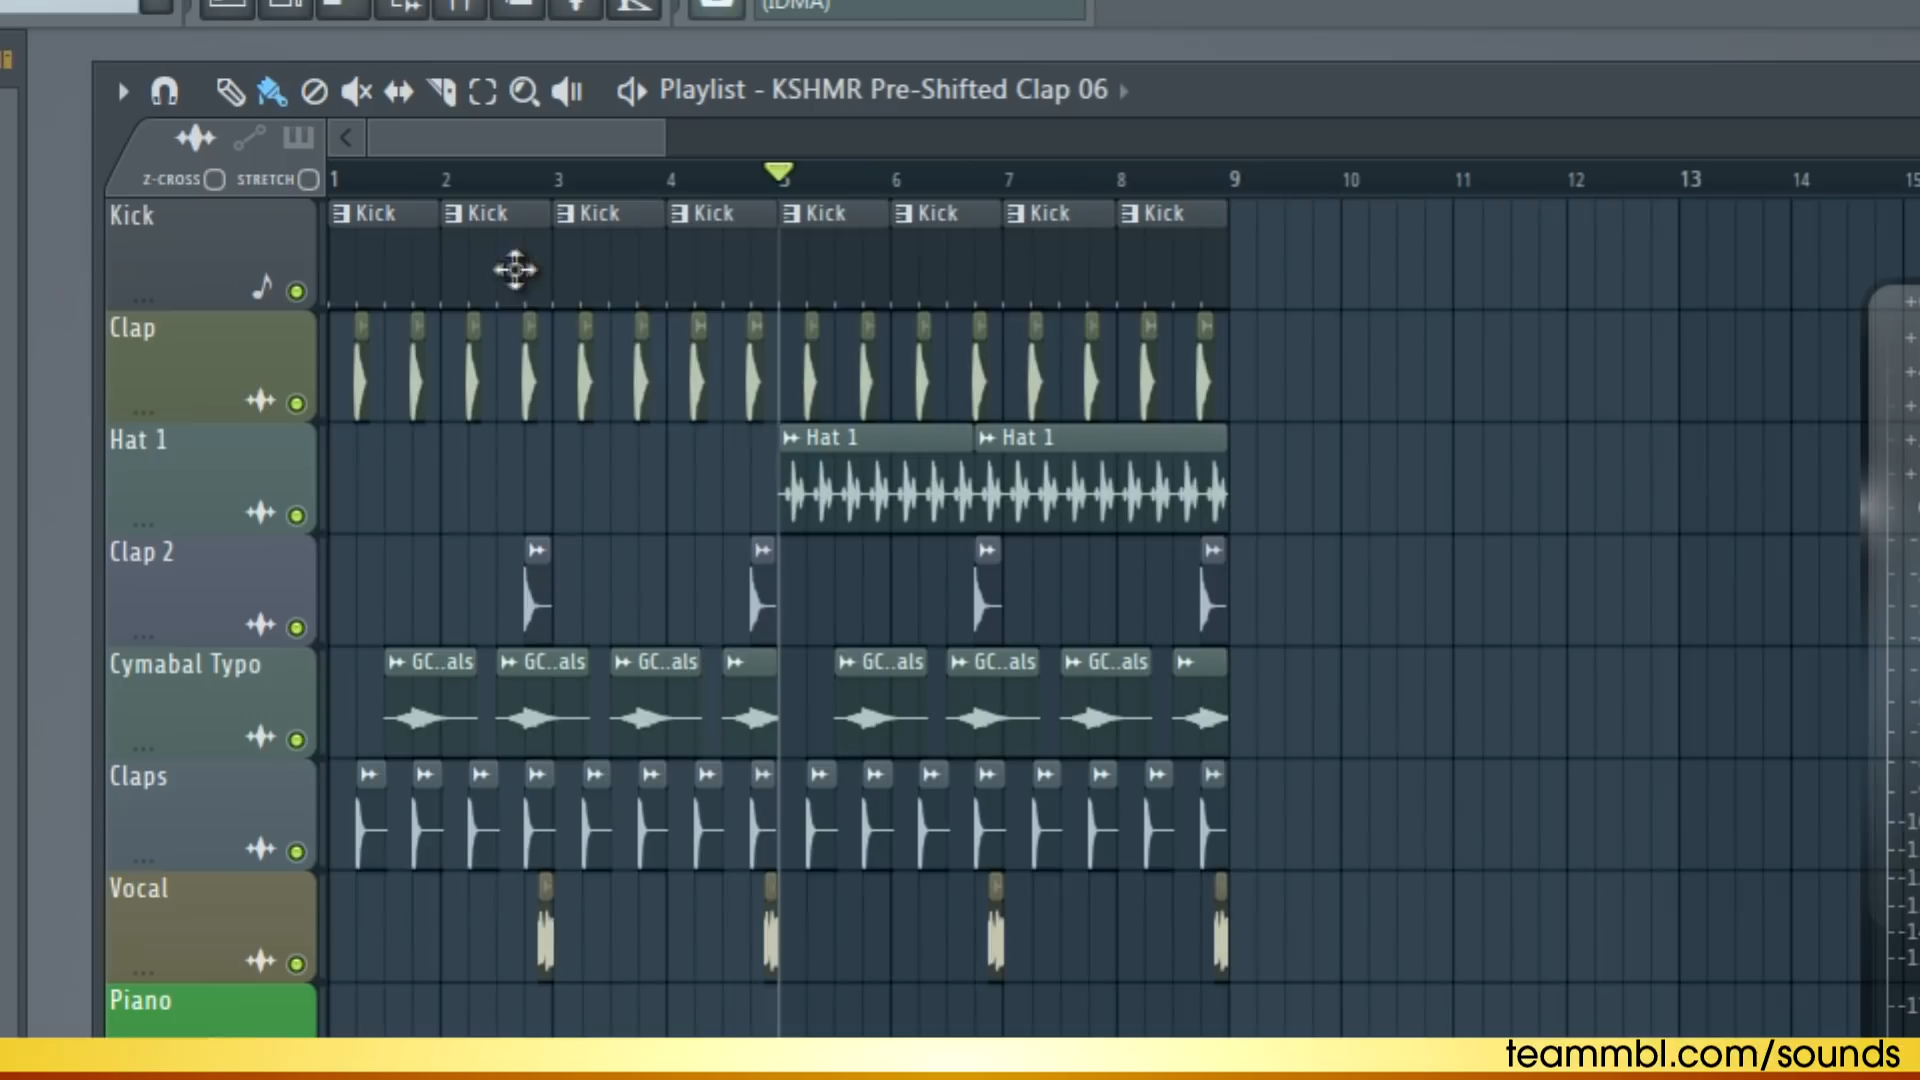 (IDMA)
Playlist - KSHMR Pre-Shifted Clap 06
Z-CROSS STRETCH 1 2 3 4 5 6 7 8 9 10 11 12 13 14 15
Kick Kick Kick Kick Kick Kick Kick Kick Kick
Clap
Hat 1 Hat 1 Hat 1
Clap 2
Cymabal Typo GC..als GC..als GC..als GC..als GC..als GC..als
Claps
Vocal
Piano
teammbl.com/sounds